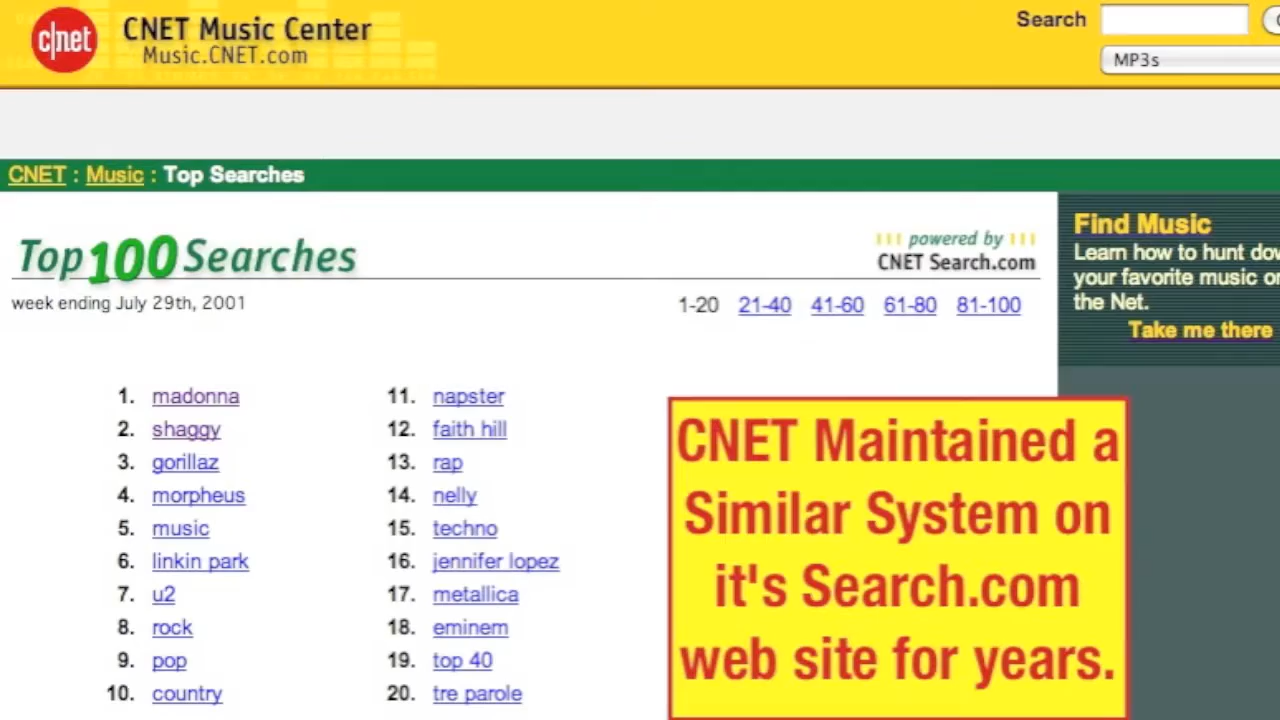 c|net
CNET Music Center
Music.CNET.com
Search
MP3s
CNET : Music : Top Searches
Top 100 Searches
powered by
CNET Search.com
week ending July 29th, 2001
1-20 21-40 41-60 61-80 81-100
Find Music
Learn how to hunt
your favorite music
the Net.
Take me there
1. madonna
2. shaggy
3. gorillaz
4. morpheus
5. music
6. linkin park
7. u2
8. rock
9. pop
10. country
11. napster
12. faith hill
13. rap
14. nelly
15. techno
16. jennifer lopez
17. metallica
18. eminem
19. top 40
20. tre parole
CNET Maintained a
Similar System on
it's Search.com
web site for years.